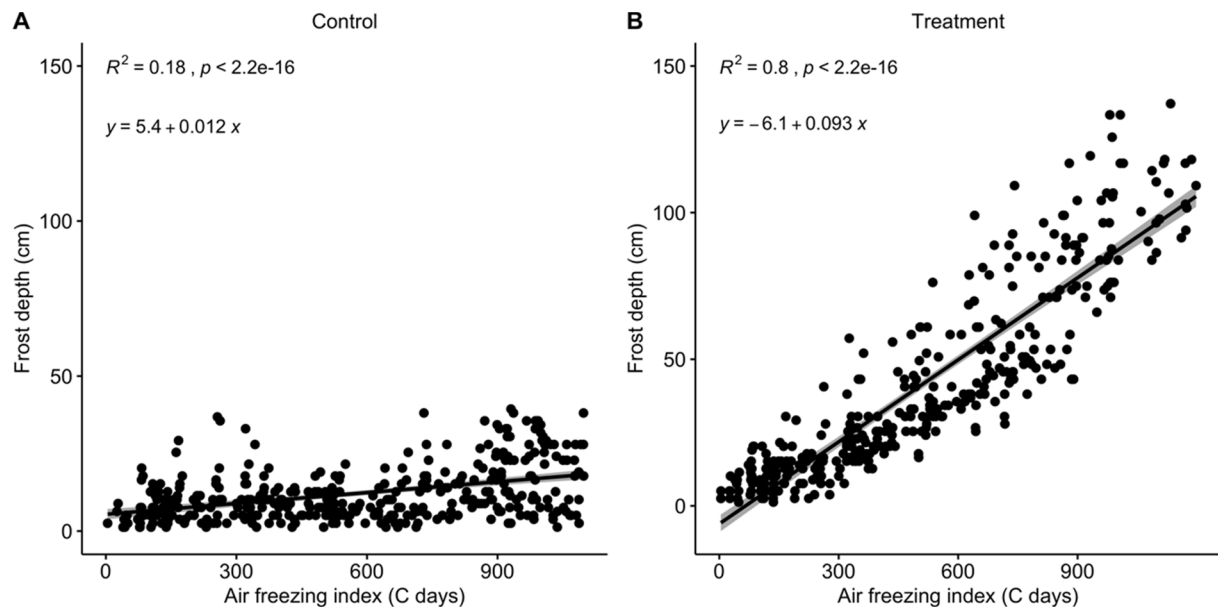 A
Control
R² = 0.18 , p < 2.2e-16
y = 5.4 + 0.012 x
150
100
50
0
Frost depth (cm)
0 300 600 900
Air freezing index (C days)
B
Treatment
R² = 0.8 , p < 2.2e-16
y = −6.1 + 0.093 x
150
100
50
0
Frost depth (cm)
0 300 600 900
Air freezing index (C days)